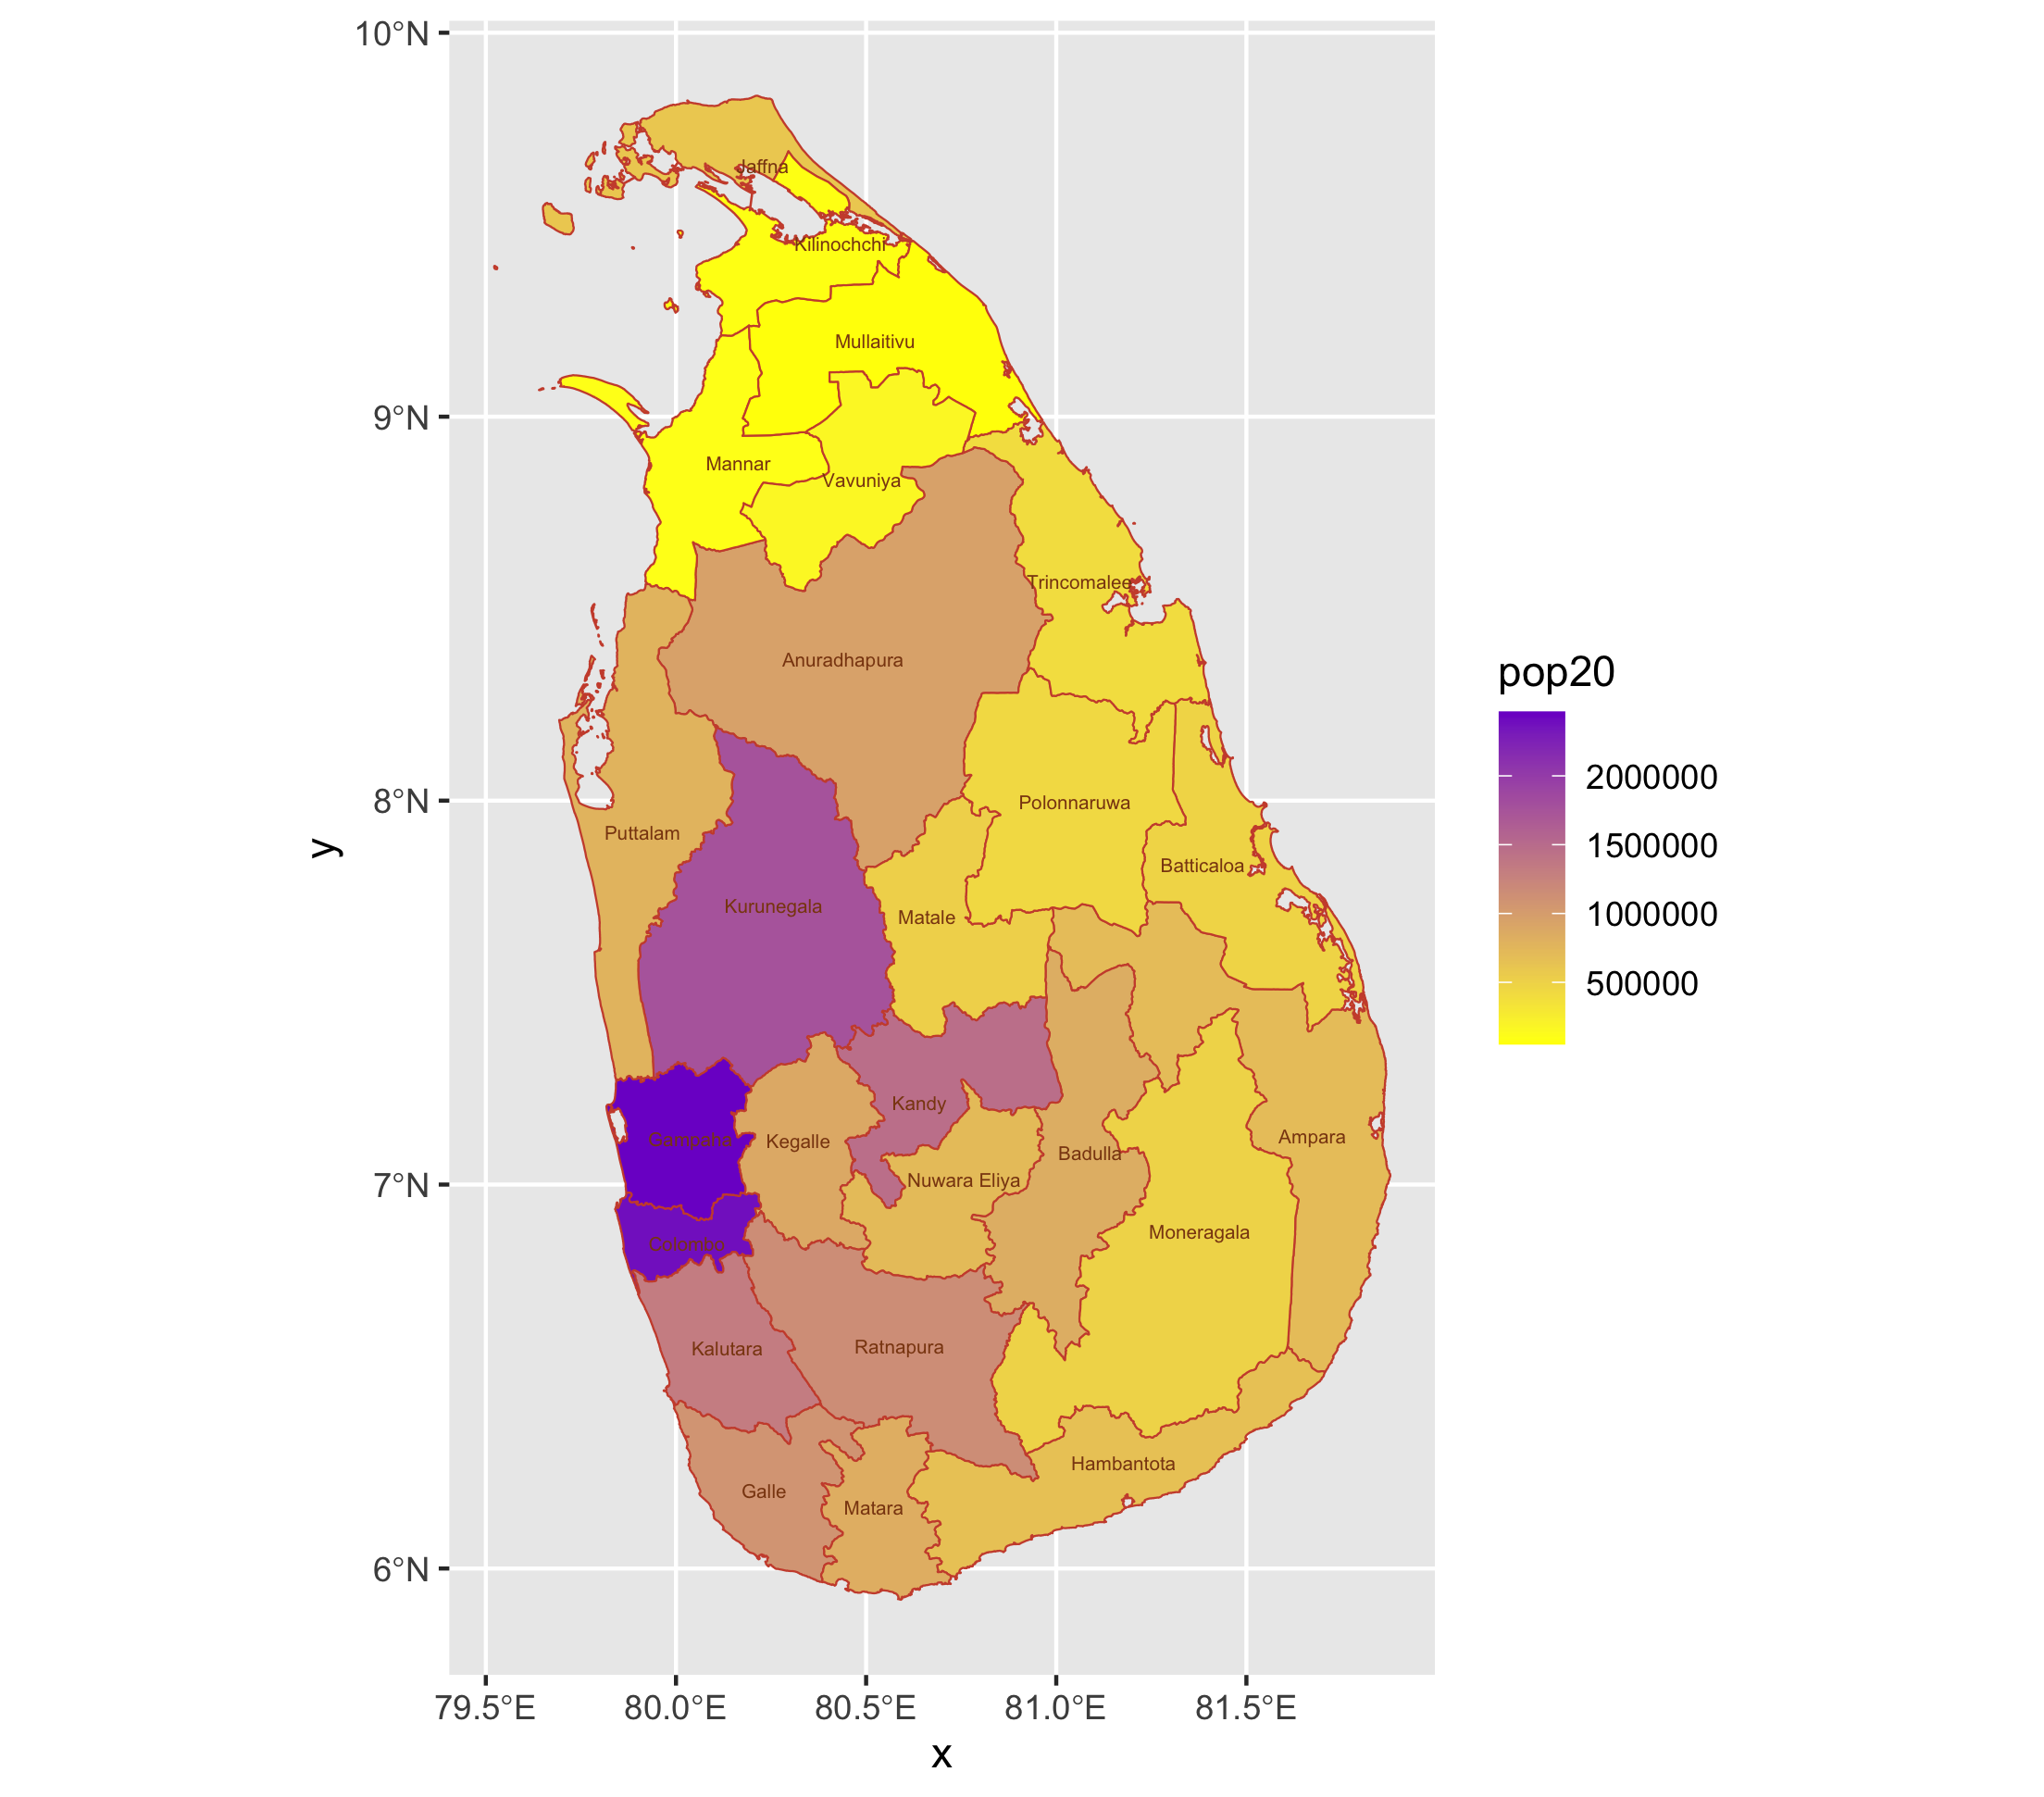 10°N
9°N
8°N
7°N
6°N
y
Jaffna
Kilinochchi
Mullaitivu
Mannar
Vavuniya
Trincomalee
Anuradhapura
Polonnaruwa
Puttalam
Batticaloa
Kurunegala
Matale
Kandy
Gampaha
Kegalle
Ampara
Badulla
Nuwara Eliya
Moneragala
Colombo
Ratnapura
Kalutara
Hambantota
Galle
Matara
79.5°E
80.0°E
80.5°E
81.0°E
81.5°E
x
pop20
2000000
1500000
1000000
500000